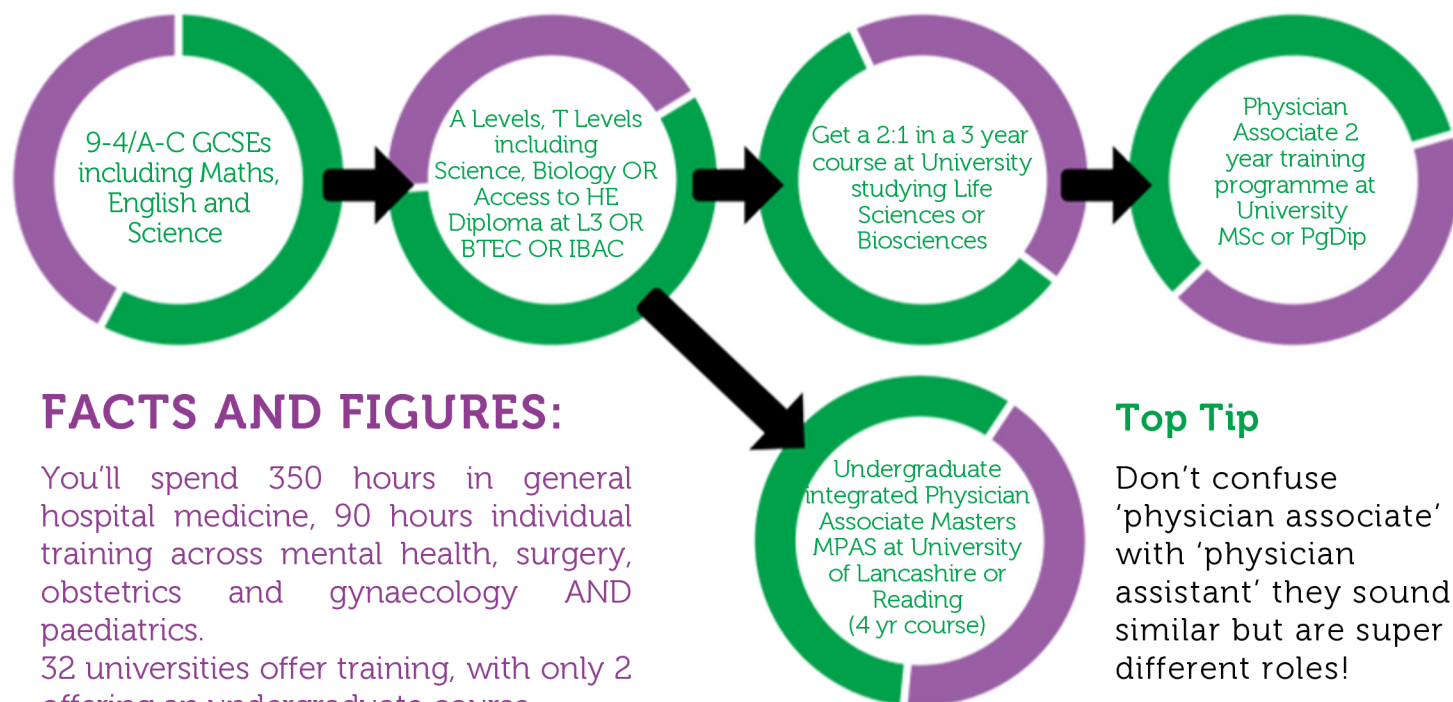 9-4/A-C GCSEs
including Maths,
English and
Science
A Levels, T Levels
including
Science, Biology OR
Access to HE
Diploma at L3 OR
BTEC OR IBAC
Get a 2:1 in a 3 year
course at University
studying Life
Sciences or
Biosciences
Physician
Associate 2
year training
programme at
University
MSc or PgDip
Undergraduate
integrated Physician
Associate Masters
MPAS at University
of Lancashire or
Reading
(4 yr course)
FACTS AND FIGURES:
You'll spend 350 hours in general
hospital medicine, 90 hours individual
training across mental health, surgery,
obstetrics and gynaecology AND
paediatrics.
32 universities offer training, with only 2
offering an undergraduate course
Top Tip
Don't confuse
‘physician associate’
with ‘physician
assistant’ they sound
similar but are super
different roles!